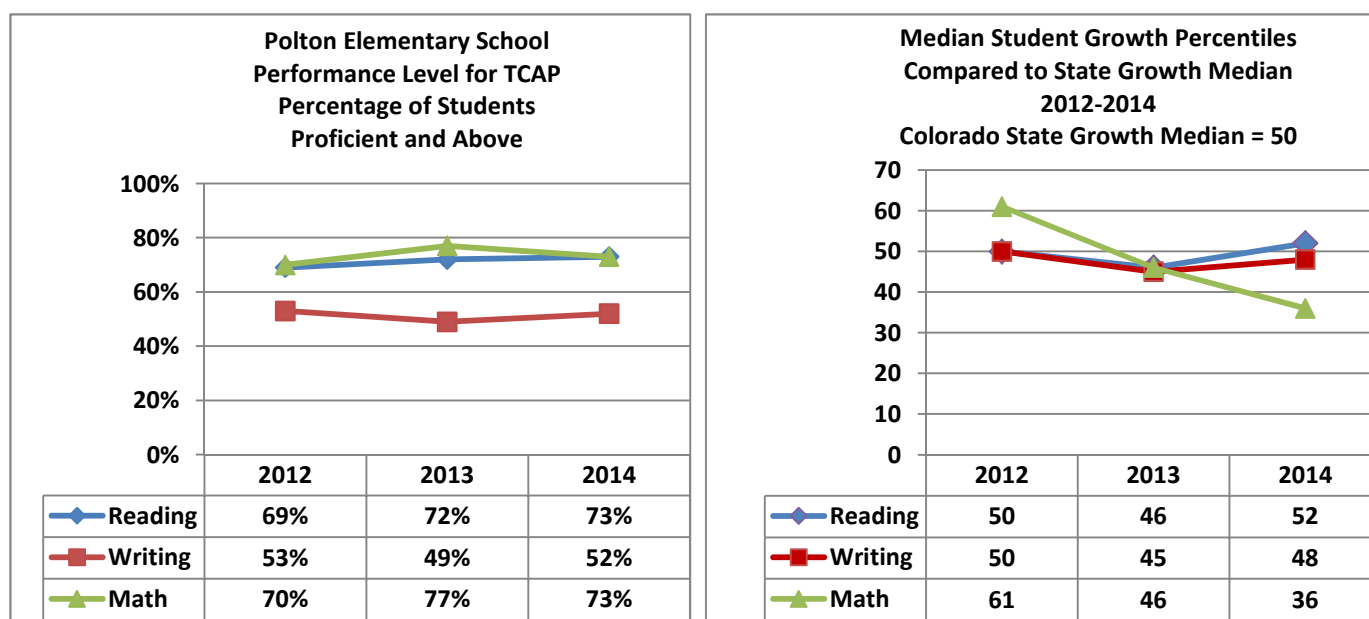 Polton Elementary School
Performance Level for TCAP
Percentage of Students
Proficient and Above
100%
80%
60%
40%
20%
0%
2012 2013 2014
Reading 69% 72% 73%
Writing 53% 49% 52%
Math 70% 77% 73%
Median Student Growth Percentiles
Compared to State Growth Median
2012-2014
Colorado State Growth Median = 50
70
60
50
40
30
20
10
0
2012 2013 2014
Reading 50 46 52
Writing 50 45 48
Math 61 46 36